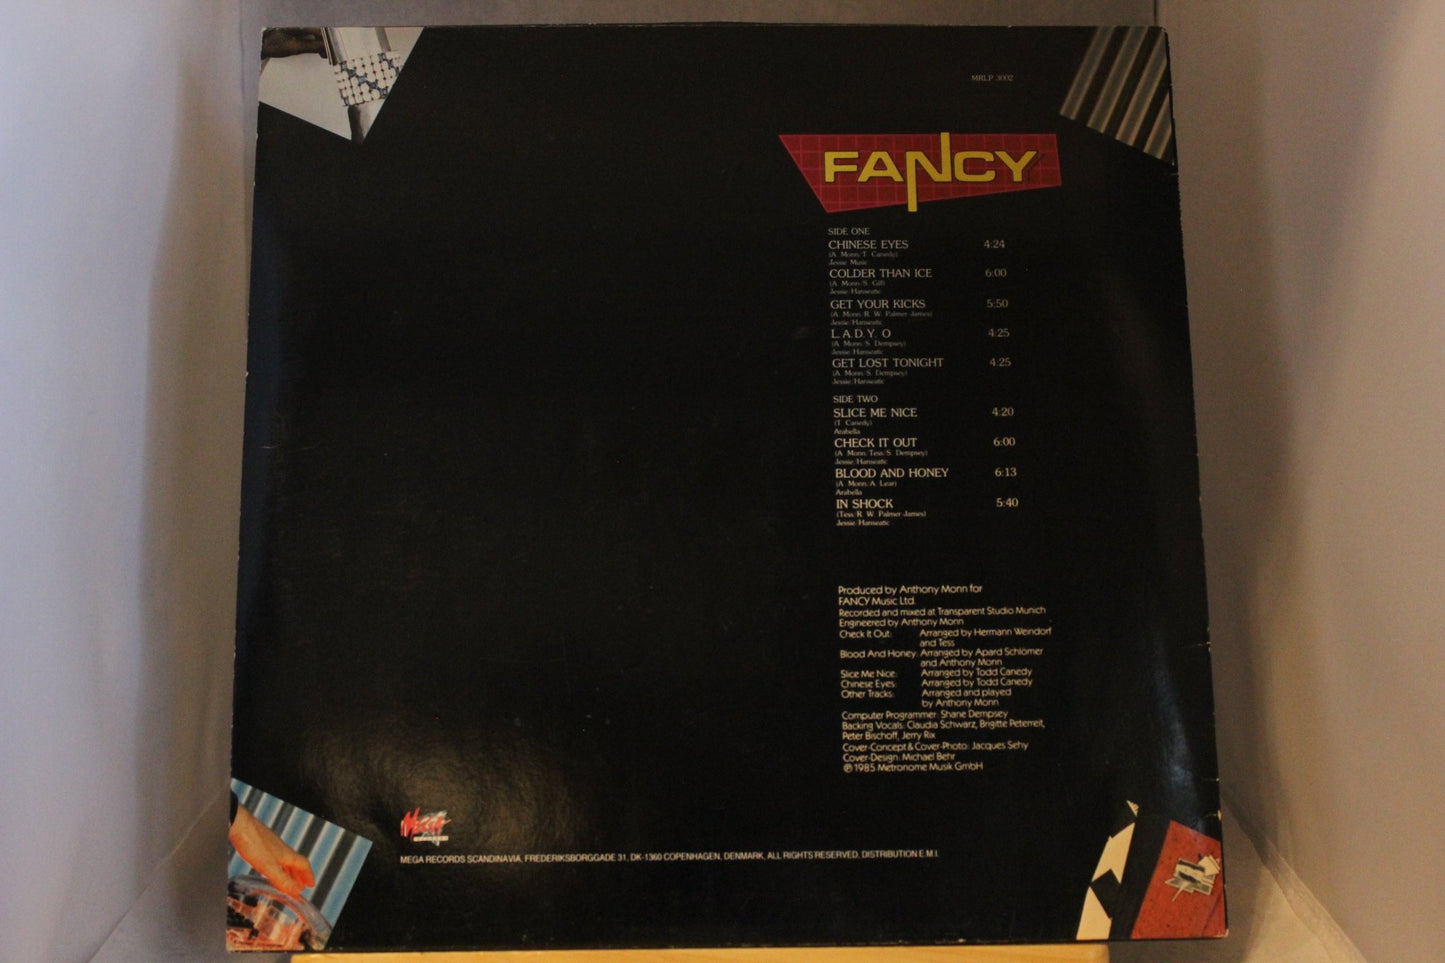 MRLP 3002
FANCY
SIDE ONE
CHINESE EYES 4:24
(A. Monn/T. Canedy)
Jessie Music
COLDER THAN ICE 6:00
(A. Monn/S. Gill)
Jessie/Hanseatic
GET YOUR KICKS 5:50
(A. Monn/R. W. Palmer-James)
Jessie/Hanseatic
L.A.D.Y. O 4:25
(A. Monn/S. Dempsey)
Jessie/Hanseatic
GET LOST TONIGHT 4:25
(A. Monn/S. Dempsey)
Jessie/Hanseatic
SIDE TWO
SLICE ME NICE 4:20
(T. Canedy)
Arabella
CHECK IT OUT 6:00
(A. Monn, Tess/S. Dempsey)
Jessie/Hanseatic
BLOOD AND HONEY 6:13
(A. Monn/A. Lear)
Arabella
IN SHOCK 5:40
(Tess/R. W. Palmer-James)
Jessie/Hanseatic
Produced by Anthony Monn for
FANCY Music Ltd.
Recorded and mixed at Transparent Studio Munich
Engineered by Anthony Monn
Check It Out: Arranged by Hermann Weindorf
and Tess
Blood And Honey: Arranged by Apard Schlömer
and Anthony Monn
Slice Me Nice: Arranged by Todd Canedy
Chinese Eyes: Arranged by Todd Canedy
Other Tracks: Arranged and played
by Anthony Monn
Computer Programmer: Shane Dempsey
Backing Vocals: Claudia Schwarz, Brigitte Peterreit,
Peter Bischoff, Jerry Rix
Cover-Concept & Cover-Photo: Jacques Sehy
Cover-Design: Michael Behr
℗ 1985 Metronome Musik GmbH
MEGA
RECORDS
MEGA RECORDS SCANDINAVIA, FREDERIKSBORGGADE 31, DK-1360 COPENHAGEN, DENMARK. ALL RIGHTS RESERVED. DISTRIBUTION E.M.I.